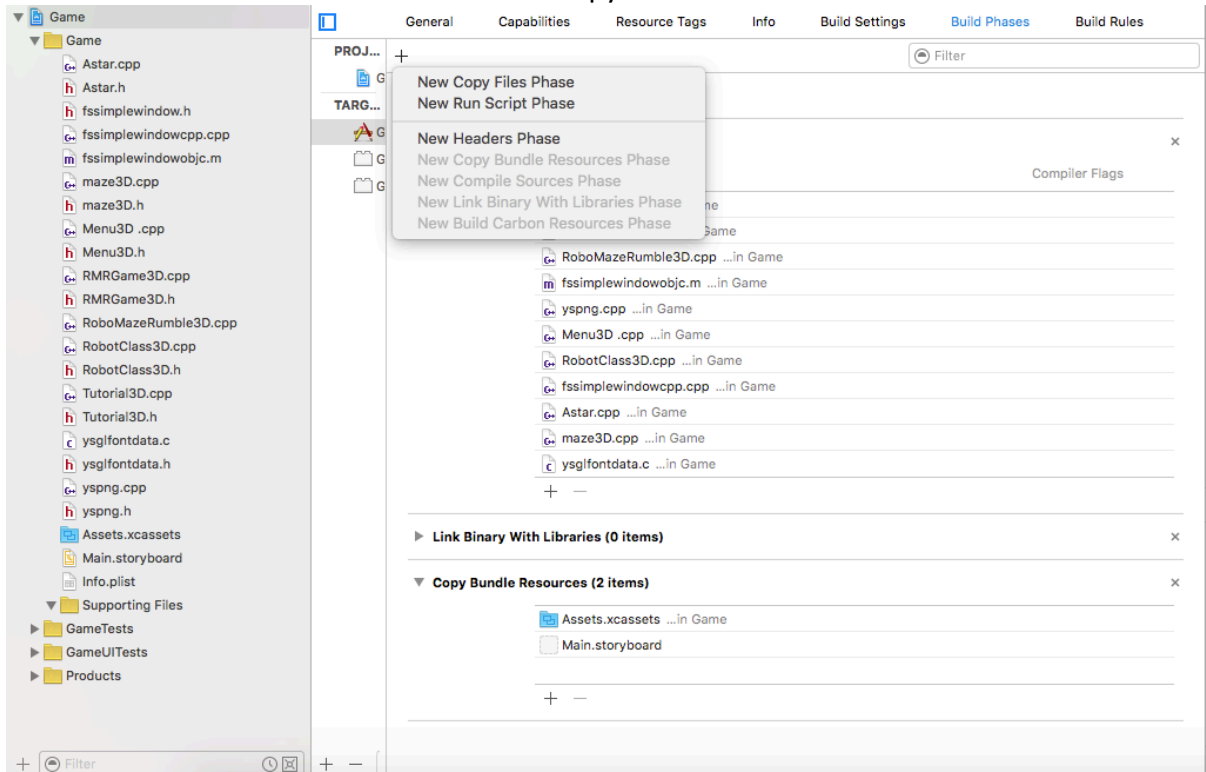 Game
Game
Astar.cpp
Astar.h
fssimplewindow.h
fssimplewindowcpp.cpp
fssimplewindowobjc.m
maze3D.cpp
maze3D.h
Menu3D .cpp
Menu3D.h
RMRGame3D.cpp
RMRGame3D.h
RoboMazeRumble3D.cpp
RobotClass3D.cpp
RobotClass3D.h
Tutorial3D.cpp
Tutorial3D.h
ysglfontdata.c
ysglfontdata.h
yspng.cpp
yspng.h
Assets.xcassets
Main.storyboard
Info.plist
Supporting Files
GameTests
GameUITests
Products
Filter
General Capabilities Resource Tags Info Build Settings Build Phases Build Rules
PROJ...
G
TARG...
G
G
G
Filter
New Copy Files Phase
New Run Script Phase
New Headers Phase
New Copy Bundle Resources Phase
New Compile Sources Phase
New Link Binary With Libraries Phase
New Build Carbon Resources Phase
Compiler Flags
RoboMazeRumble3D.cpp ...in Game
fssimplewindowobjc.m ...in Game
yspng.cpp ...in Game
Menu3D .cpp ...in Game
RobotClass3D.cpp ...in Game
fssimplewindowcpp.cpp ...in Game
Astar.cpp ...in Game
maze3D.cpp ...in Game
ysglfontdata.c ...in Game
Link Binary With Libraries (0 items)
Copy Bundle Resources (2 items)
Assets.xcassets ...in Game
Main.storyboard